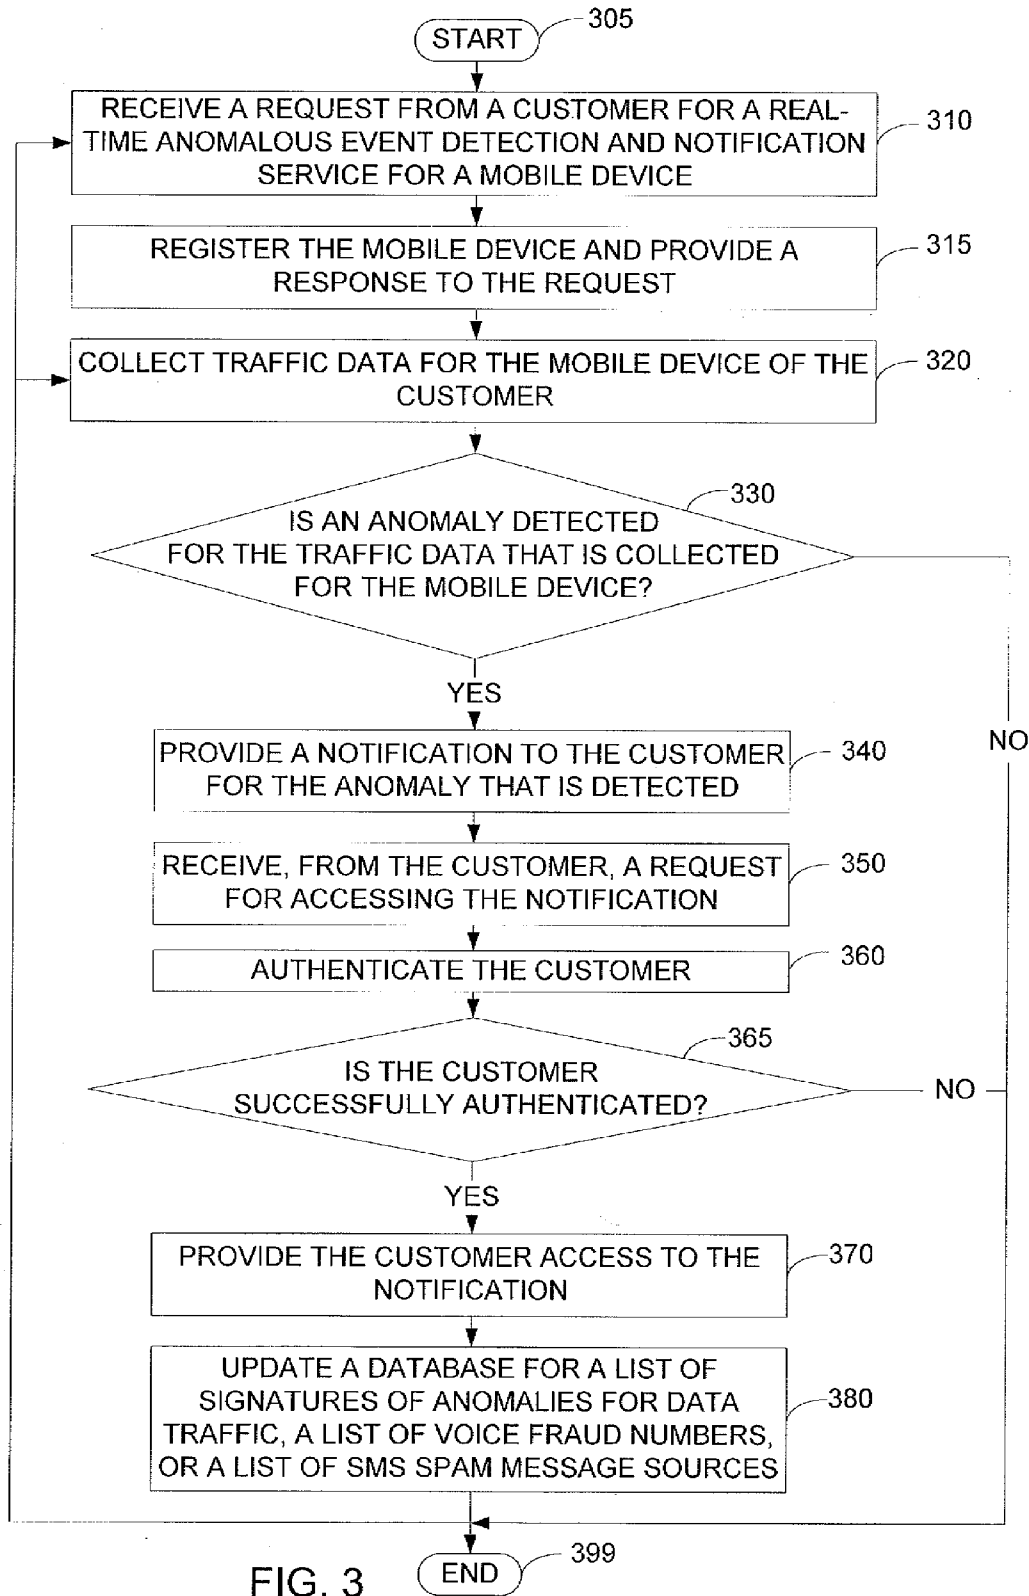 START
305
RECEIVE A REQUEST FROM A CUSTOMER FOR A REAL-
TIME ANOMALOUS EVENT DETECTION AND NOTIFICATION
SERVICE FOR A MOBILE DEVICE
310
REGISTER THE MOBILE DEVICE AND PROVIDE A
RESPONSE TO THE REQUEST
315
COLLECT TRAFFIC DATA FOR THE MOBILE DEVICE OF THE
CUSTOMER
320
330
IS AN ANOMALY DETECTED
FOR THE TRAFFIC DATA THAT IS COLLECTED
FOR THE MOBILE DEVICE?
YES
NO
PROVIDE A NOTIFICATION TO THE CUSTOMER
FOR THE ANOMALY THAT IS DETECTED
340
RECEIVE, FROM THE CUSTOMER, A REQUEST
FOR ACCESSING THE NOTIFICATION
350
AUTHENTICATE THE CUSTOMER
360
365
IS THE CUSTOMER
SUCCESSFULLY AUTHENTICATED?
NO
YES
PROVIDE THE CUSTOMER ACCESS TO THE
NOTIFICATION
370
UPDATE A DATABASE FOR A LIST OF
SIGNATURES OF ANOMALIES FOR DATA
TRAFFIC, A LIST OF VOICE FRAUD NUMBERS,
OR A LIST OF SMS SPAM MESSAGE SOURCES
380
END
399
FIG. 3